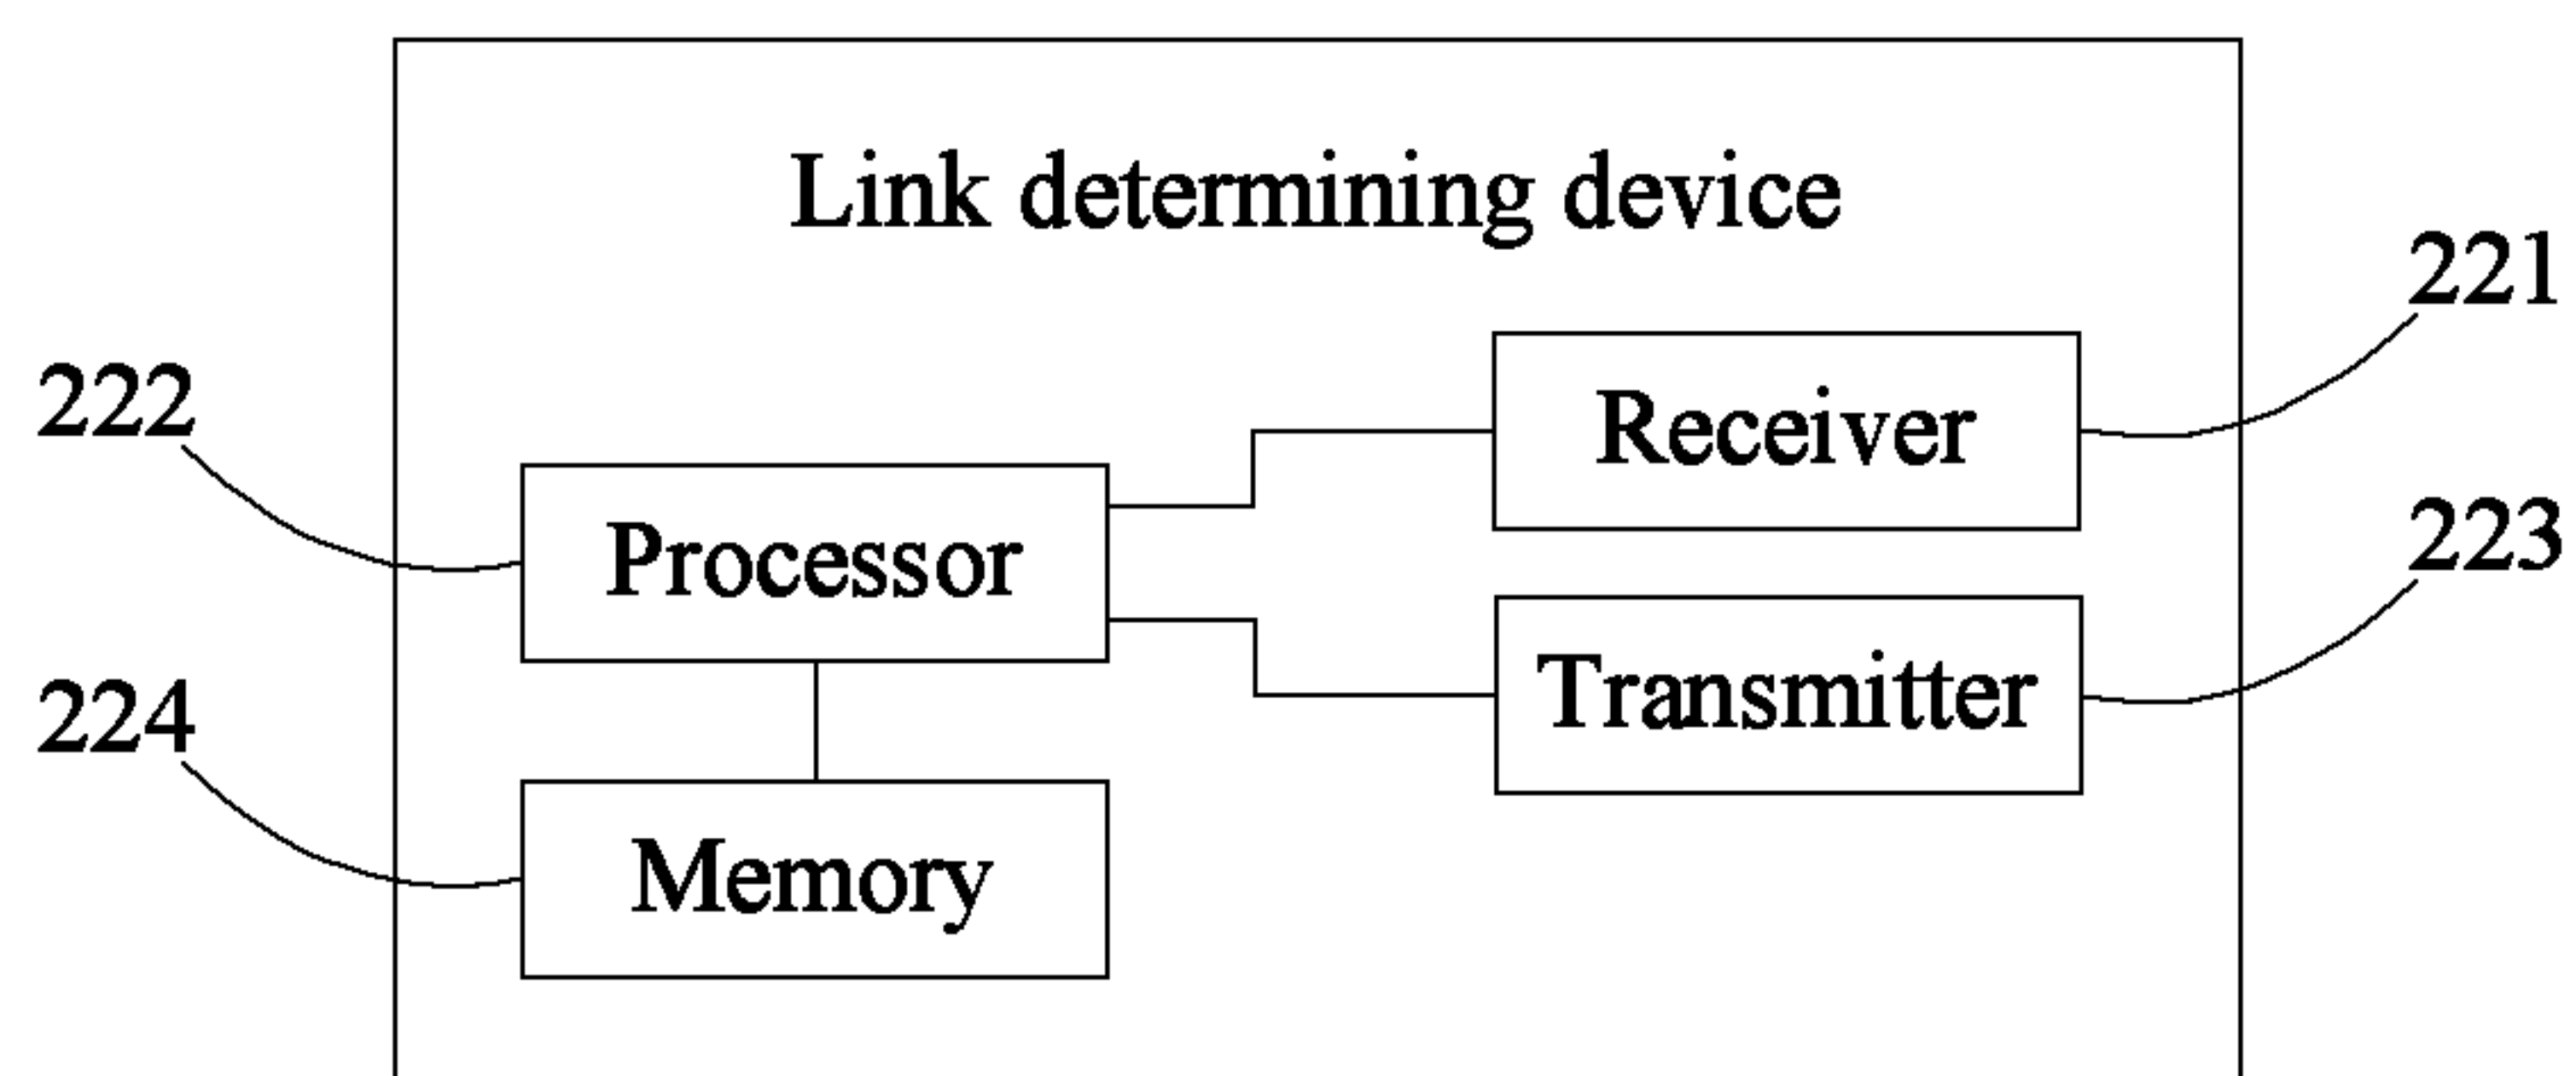 Link determining device
221
222
Receiver
223
Processor
Transmitter
224
Memory